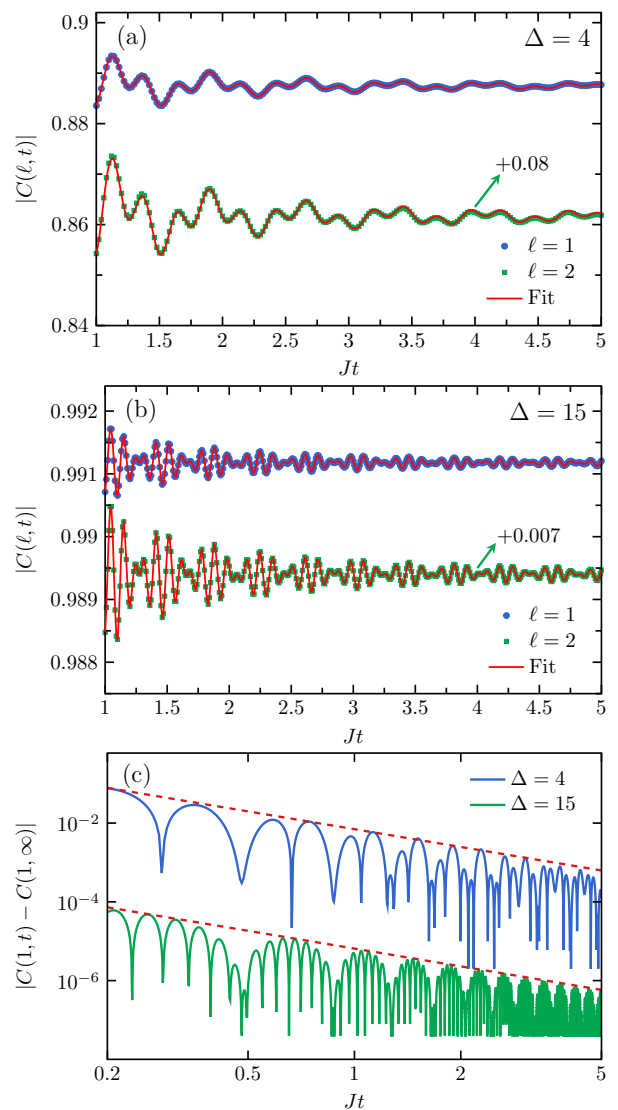 (a)
Δ = 4
|C(ℓ, t)|
0.9
0.88
0.86
0.84
+0.08
ℓ = 1
ℓ = 2
Fit
1 1.5 2 2.5 3 3.5 4 4.5 5
Jt
(b)
Δ = 15
|C(ℓ, t)|
0.992
0.991
0.99
0.989
0.988
+0.007
ℓ = 1
ℓ = 2
Fit
1 1.5 2 2.5 3 3.5 4 4.5 5
Jt
(c)
Δ = 4
Δ = 15
|C(1, t) − C(1, ∞)|
10⁻²
10⁻⁴
10⁻⁶
0.2 0.5 1 2 5
Jt